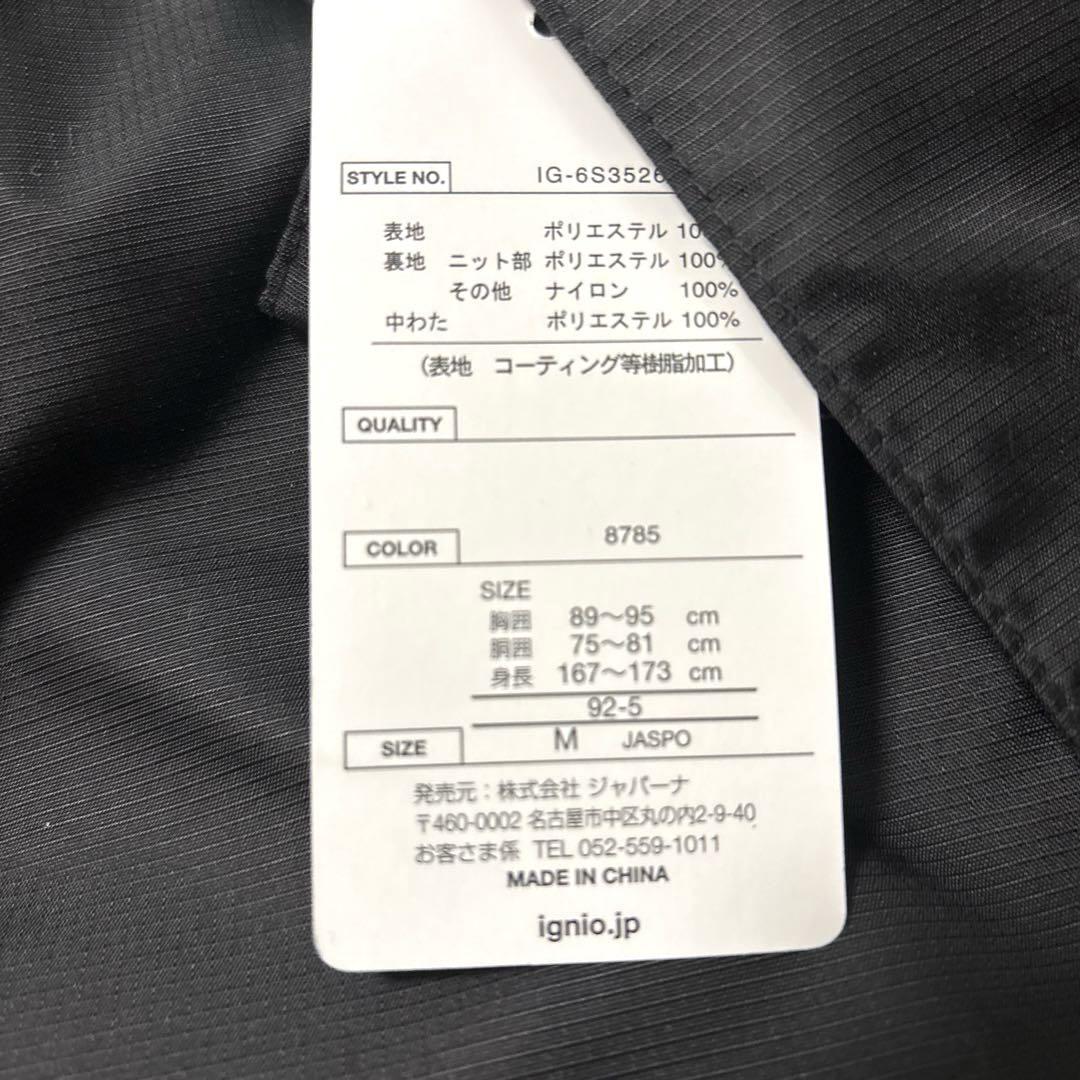 STYLE NO. IG-6S3526
表地 ポリエステル 10
裏地 ニット部 ポリエステル 100%
その他 ナイロン 100%
中わた ポリエステル 100%
(表地 コーティング等樹脂加工)
QUALITY
COLOR 8785
SIZE
胸囲 89〜95 cm
胴囲 75〜81 cm
身長 167〜173 cm
92-5
SIZE M JASPO
発売元:株式会社 ジャパーナ
〒460-0002 名古屋市中区丸の内2-9-40
お客さま係 TEL 052-559-1011
MADE IN CHINA
ignio.jp